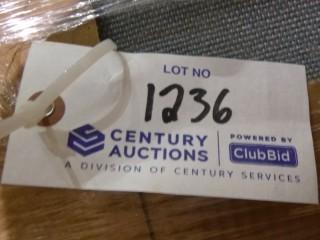 LOT NO
1236
CENTURY AUCTIONS
POWERED BY
ClubBid
A DIVISION OF CENTURY SERVICES